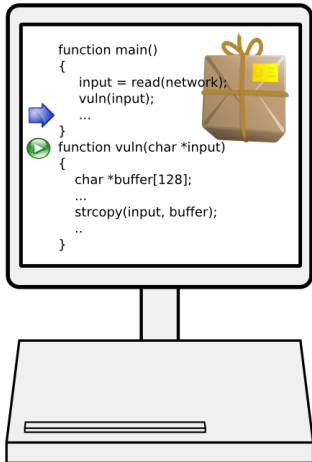 function main()
{
input = read(network);
vuln(input);
...
}
function vuln(char *input)
{
char *buffer[128];
...
strcopy(input, buffer);
..
}